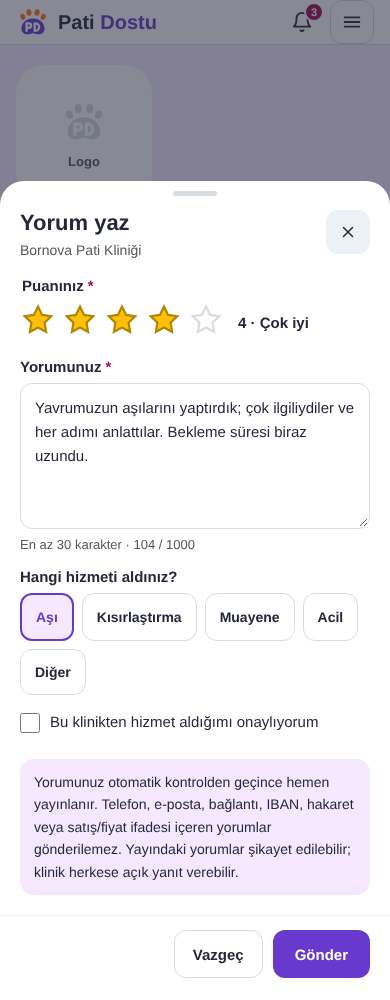 PD
Pati Dostu
3
PD
Logo
Yorum yaz
Bornova Pati Kliniği
Puanınız *
4 · Çok iyi
Yorumunuz *
Yavrumuzun aşılarını yaptırdık; çok ilgiliydiler ve
her adımı anlattılar. Bekleme süresi biraz
uzundu.
En az 30 karakter · 104 / 1000
Hangi hizmeti aldınız?
Aşı
Kısırlaştırma
Muayene
Acil
Diğer
Bu klinikten hizmet aldığımı onaylıyorum
Yorumunuz otomatik kontrolden geçince hemen
yayınlanır. Telefon, e-posta, bağlantı, IBAN, hakaret
veya satış/fiyat ifadesi içeren yorumlar
gönderilemez. Yayındaki yorumlar şikayet edilebilir;
klinik herkese açık yanıt verebilir.
Vazgeç
Gönder